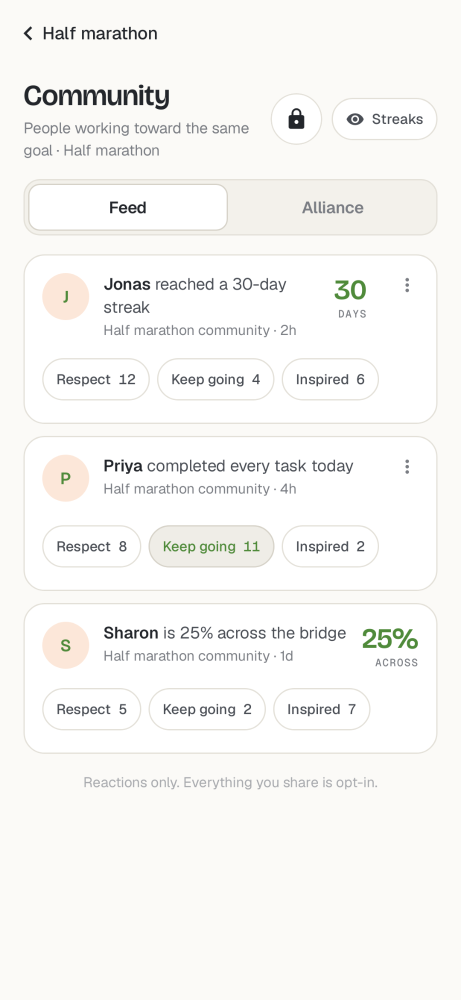 Half marathon
Community
People working toward the same
goal · Half marathon
Streaks
Feed
Alliance
J
Jonas reached a 30-day
streak
Half marathon community · 2h
30
DAYS
Respect 12
Keep going 4
Inspired 6
P
Priya completed every task today
Half marathon community · 4h
Respect 8
Keep going 11
Inspired 2
S
Sharon is 25% across the bridge
Half marathon community · 1d
25%
ACROSS
Respect 5
Keep going 2
Inspired 7
Reactions only. Everything you share is opt-in.